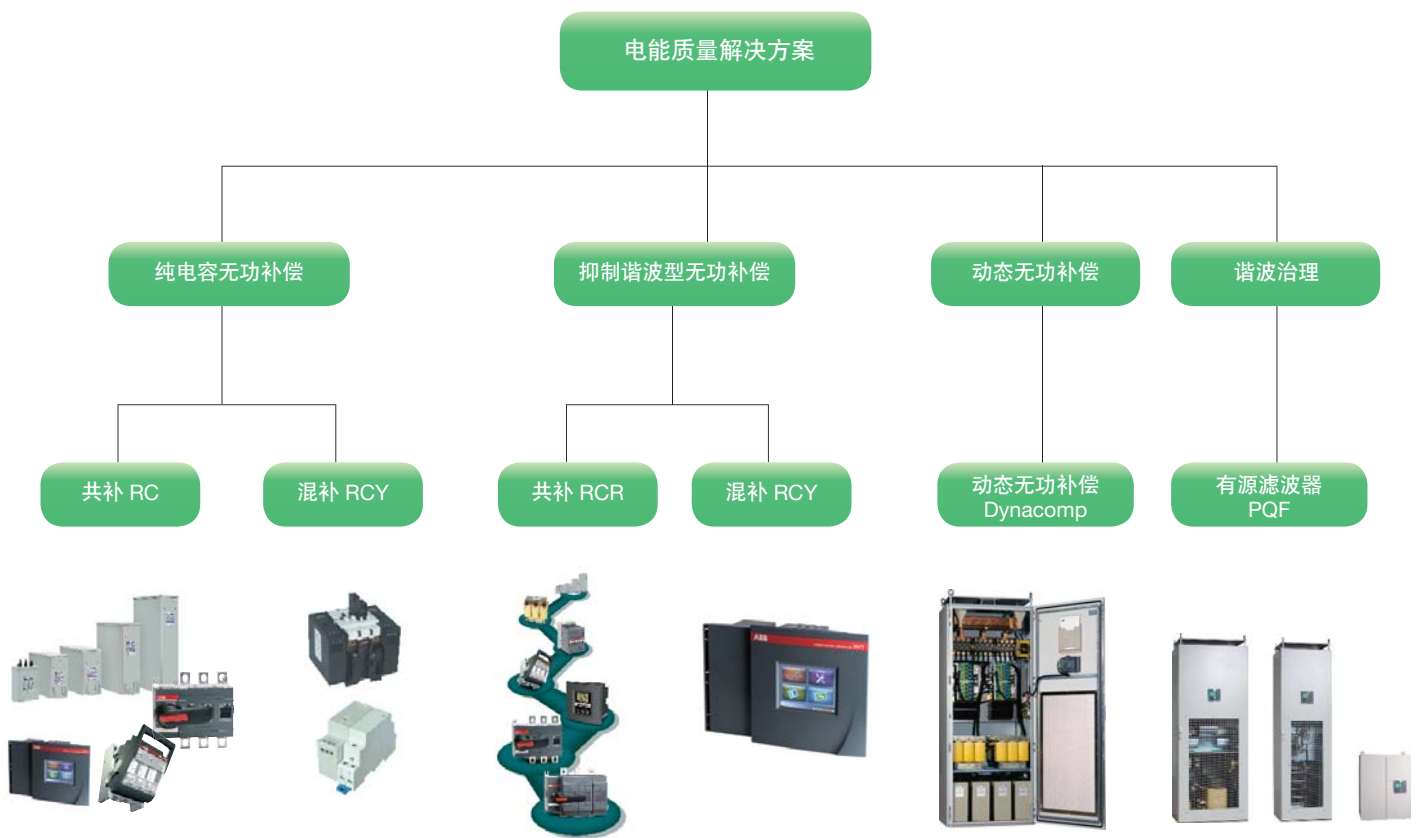 电能质量解决方案
纯电容无功补偿
抑制谐波型无功补偿
动态无功补偿
谐波治理
共补 RC
混补 RCY
共补 RCR
混补 RCY
动态无功补偿
Dynacomp
有源滤波器
PQF
ABB
ABB